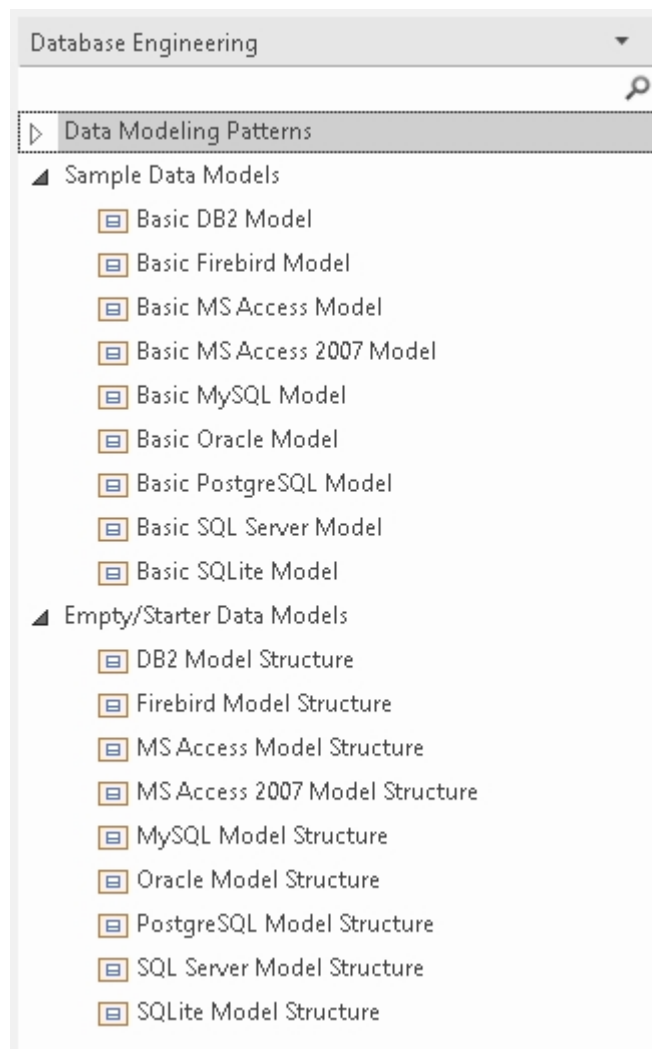 Database Engineering
Data Modeling Patterns
Sample Data Models
Basic DB2 Model
Basic Firebird Model
Basic MS Access Model
Basic MS Access 2007 Model
Basic MySQL Model
Basic Oracle Model
Basic PostgreSQL Model
Basic SQL Server Model
Basic SQLite Model
Empty/Starter Data Models
DB2 Model Structure
Firebird Model Structure
MS Access Model Structure
MS Access 2007 Model Structure
MySQL Model Structure
Oracle Model Structure
PostgreSQL Model Structure
SQL Server Model Structure
SQLite Model Structure